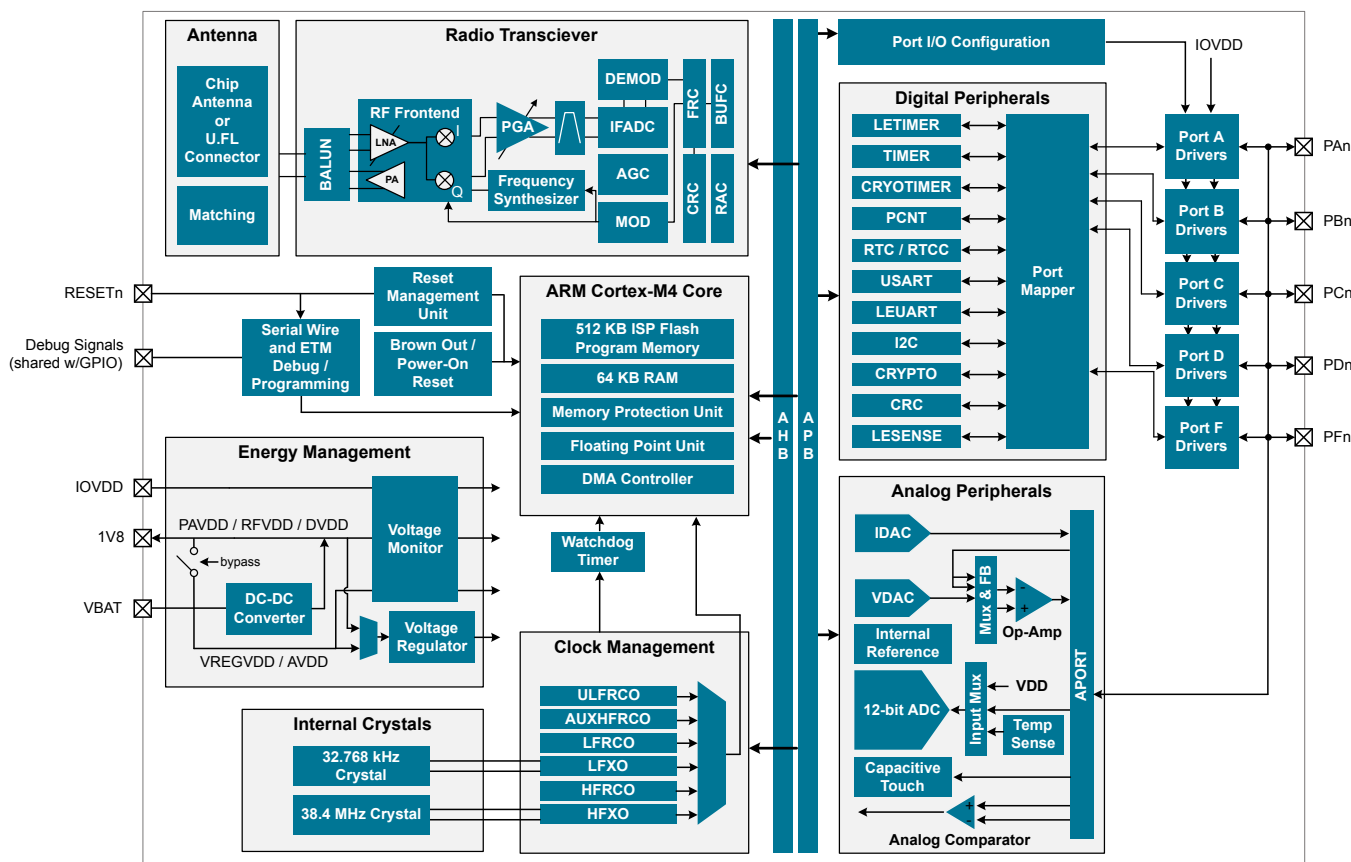 Antenna
Chip
Antenna
or
U.FL
Connector
Matching
Radio Transciever
BALUN
RF Frontend
LNA
PA
I
Q
PGA
Frequency
Synthesizer
DEMOD
IFADC
AGC
MOD
FRC
BUFC
CRC
RAC
RESETn
Debug Signals
(shared w/GPIO)
Reset
Management
Unit
Serial Wire
and ETM
Debug /
Programming
Brown Out /
Power-On
Reset
ARM Cortex-M4 Core
512 KB ISP Flash
Program Memory
64 KB RAM
Memory Protection Unit
Floating Point Unit
DMA Controller
Watchdog
Timer
Energy Management
IOVDD
1V8
VBAT
PAVDD / RFVDD / DVDD
bypass
DC-DC
Converter
VREGVDD / AVDD
Voltage
Monitor
Voltage
Regulator
Internal Crystals
32.768 kHz
Crystal
38.4 MHz Crystal
Clock Management
ULFRCO
AUXHFRCO
LFRCO
LFXO
HFRCO
HFXO
AHB
APB
Port I/O Configuration
IOVDD
Digital Peripherals
LETIMER
TIMER
CRYOTIMER
PCNT
RTC / RTCC
USART
LEUART
I2C
CRYPTO
CRC
LESENSE
Port
Mapper
Port A
Drivers
Port B
Drivers
Port C
Drivers
Port D
Drivers
Port F
Drivers
PAn
PBn
PCn
PDn
PFn
Analog Peripherals
IDAC
VDAC
Mux & FB
-
+
Op-Amp
Internal
Reference
12-bit ADC
Input Mux
VDD
Temp
Sense
Capacitive
Touch
+
-
Analog Comparator
APORT